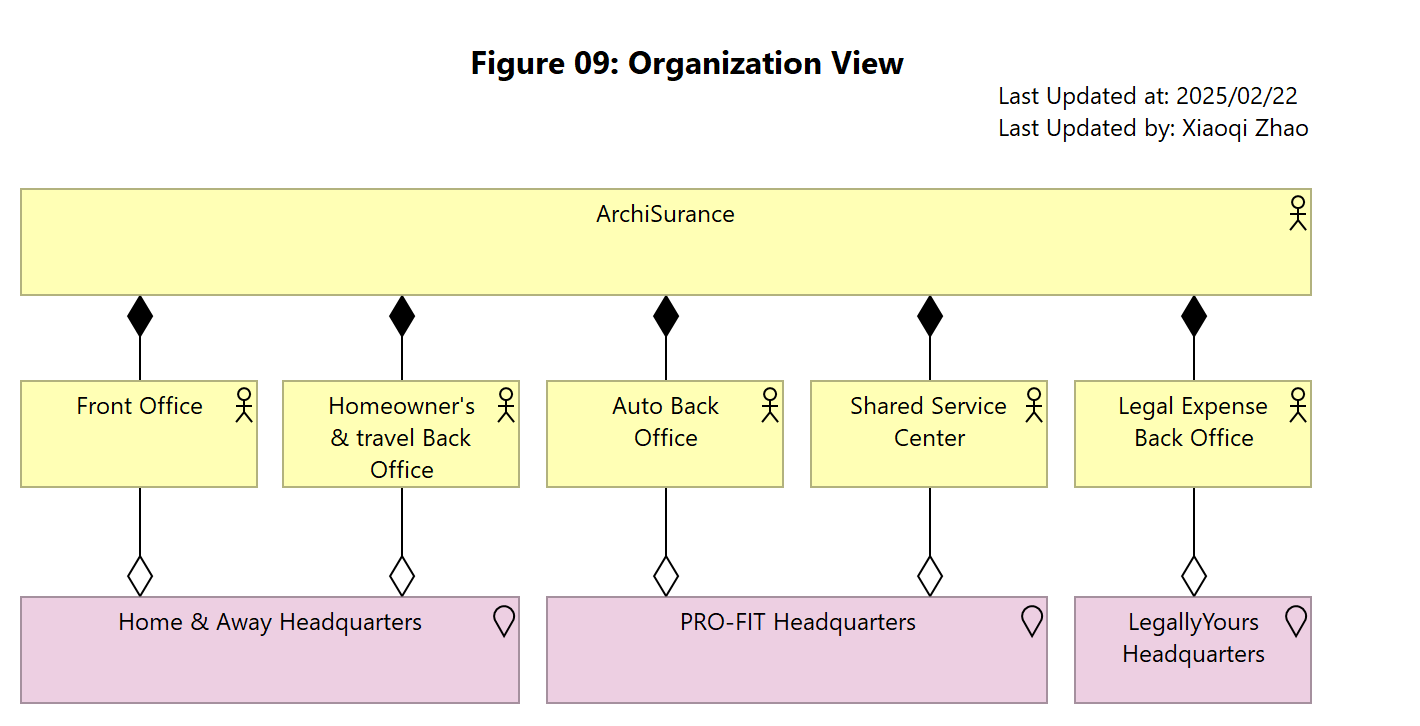 Figure 09: Organization View
Last Updated at: 2025/02/22
Last Updated by: Xiaoqi Zhao
ArchiSurance
Front Office
Homeowner's
& travel Back
Office
Auto Back
Office
Shared Service
Center
Legal Expense
Back Office
Home & Away Headquarters
PRO-FIT Headquarters
LegallyYours
Headquarters